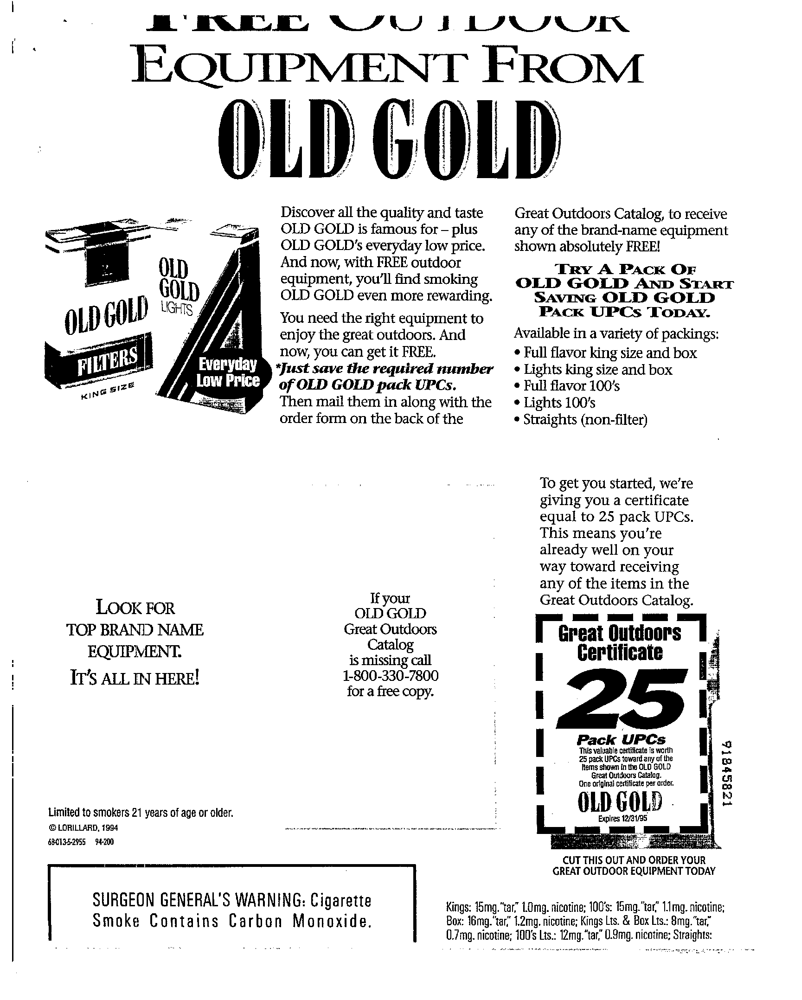 FREE OUTDOOR
EQUIPMENT FROM
OLD GOLD
OLD GOLD
FILTERS
KING SIZE
OLD
GOLD
LIGHTS
Everyday
Low Price
Discover all the quality and taste
OLD GOLD is famous for – plus
OLD GOLD's everyday low price.
And now, with FREE outdoor
equipment, you'll find smoking
OLD GOLD even more rewarding.
You need the right equipment to
enjoy the great outdoors. And
now, you can get it FREE.
*Just save the required number
of OLD GOLD pack UPCs.
Then mail them in along with the
order form on the back of the
Great Outdoors Catalog, to receive
any of the brand-name equipment
shown absolutely FREE!
TRY A PACK OF
OLD GOLD AND START
SAVING OLD GOLD
PACK UPCS TODAY.
Available in a variety of packings:
• Full flavor king size and box
• Lights king size and box
• Full flavor 100's
• Lights 100's
• Straights (non-filter)
To get you started, we're
giving you a certificate
equal to 25 pack UPCs.
This means you're
already well on your
way toward receiving
any of the items in the
Great Outdoors Catalog.
LOOK FOR
TOP BRAND NAME
EQUIPMENT.
IT'S ALL IN HERE!
If your
OLD GOLD
Great Outdoors
Catalog
is missing call
1-800-330-7800
for a free copy.
Great Outdoors
Certificate
25
Pack UPCs
This valuable certificate is worth
25 pack UPCs toward any of the
items shown in the OLD GOLD
Great Outdoors Catalog.
One original certificate per order.
OLD GOLD
Expires 12/31/95
91845821
CUT THIS OUT AND ORDER YOUR
GREAT OUTDOOR EQUIPMENT TODAY
Limited to smokers 21 years of age or older.
© LORILLARD, 1994
68-013-5-2955 94-200
SURGEON GENERAL'S WARNING: Cigarette
Smoke Contains Carbon Monoxide.
Kings: 15mg. "tar," 1.0mg. nicotine; 100's: 15mg. "tar," 1.1mg. nicotine;
Box: 16mg. "tar," 1.2mg. nicotine; Kings Lts. & Box Lts.: 8mg. "tar,"
0.7mg. nicotine; 100's Lts.: 12mg. "tar," 0.9mg. nicotine; Straights: